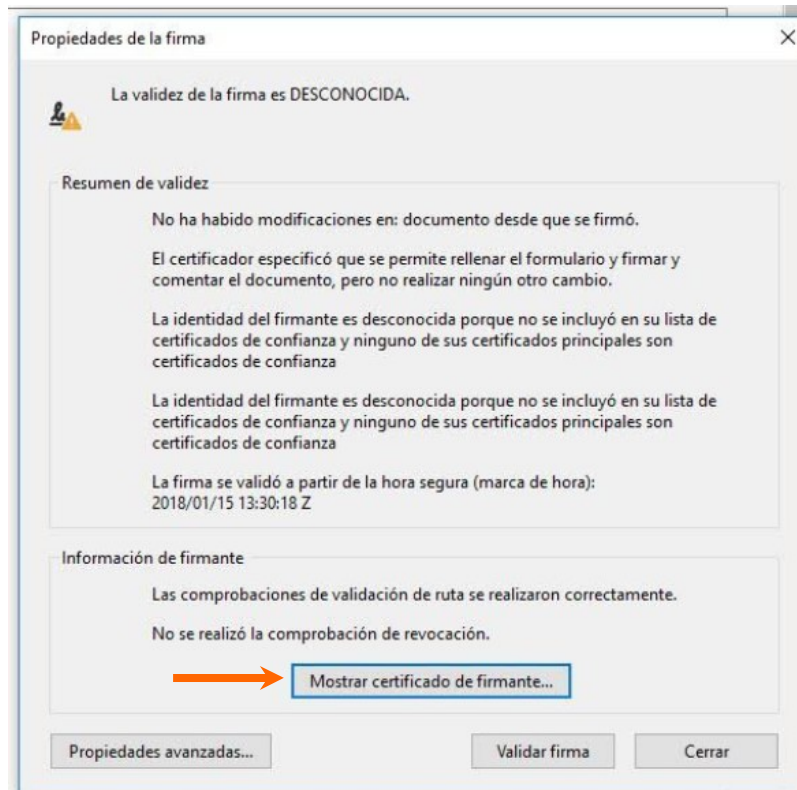 Propiedades de la firma
La validez de la firma es DESCONOCIDA.
Resumen de validez
No ha habido modificaciones en: documento desde que se firmó.
El certificador especificó que se permite rellenar el formulario y firmar y
comentar el documento, pero no realizar ningún otro cambio.
La identidad del firmante es desconocida porque no se incluyó en su lista de
certificados de confianza y ninguno de sus certificados principales son
certificados de confianza
La identidad del firmante es desconocida porque no se incluyó en su lista de
certificados de confianza y ninguno de sus certificados principales son
certificados de confianza
La firma se validó a partir de la hora segura (marca de hora):
2018/01/15 13:30:18 Z
Información de firmante
Las comprobaciones de validación de ruta se realizaron correctamente.
No se realizó la comprobación de revocación.
Mostrar certificado de firmante...
Propiedades avanzadas...
Validar firma
Cerrar